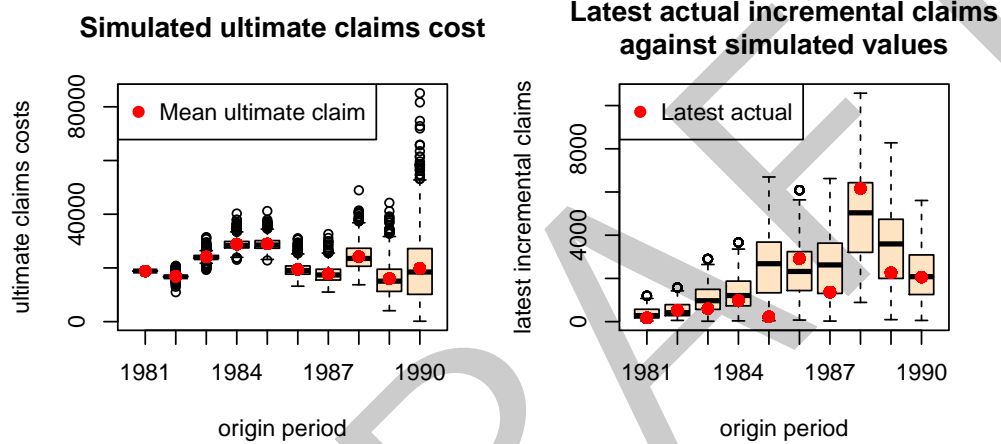 Simulated ultimate claims cost
ultimate claims costs
80000
40000
0
Mean ultimate claim
1981
1984
1987
1990
origin period
Latest actual incremental claims
against simulated values
latest incremental claims
8000
4000
0
Latest actual
1981
1984
1987
1990
origin period